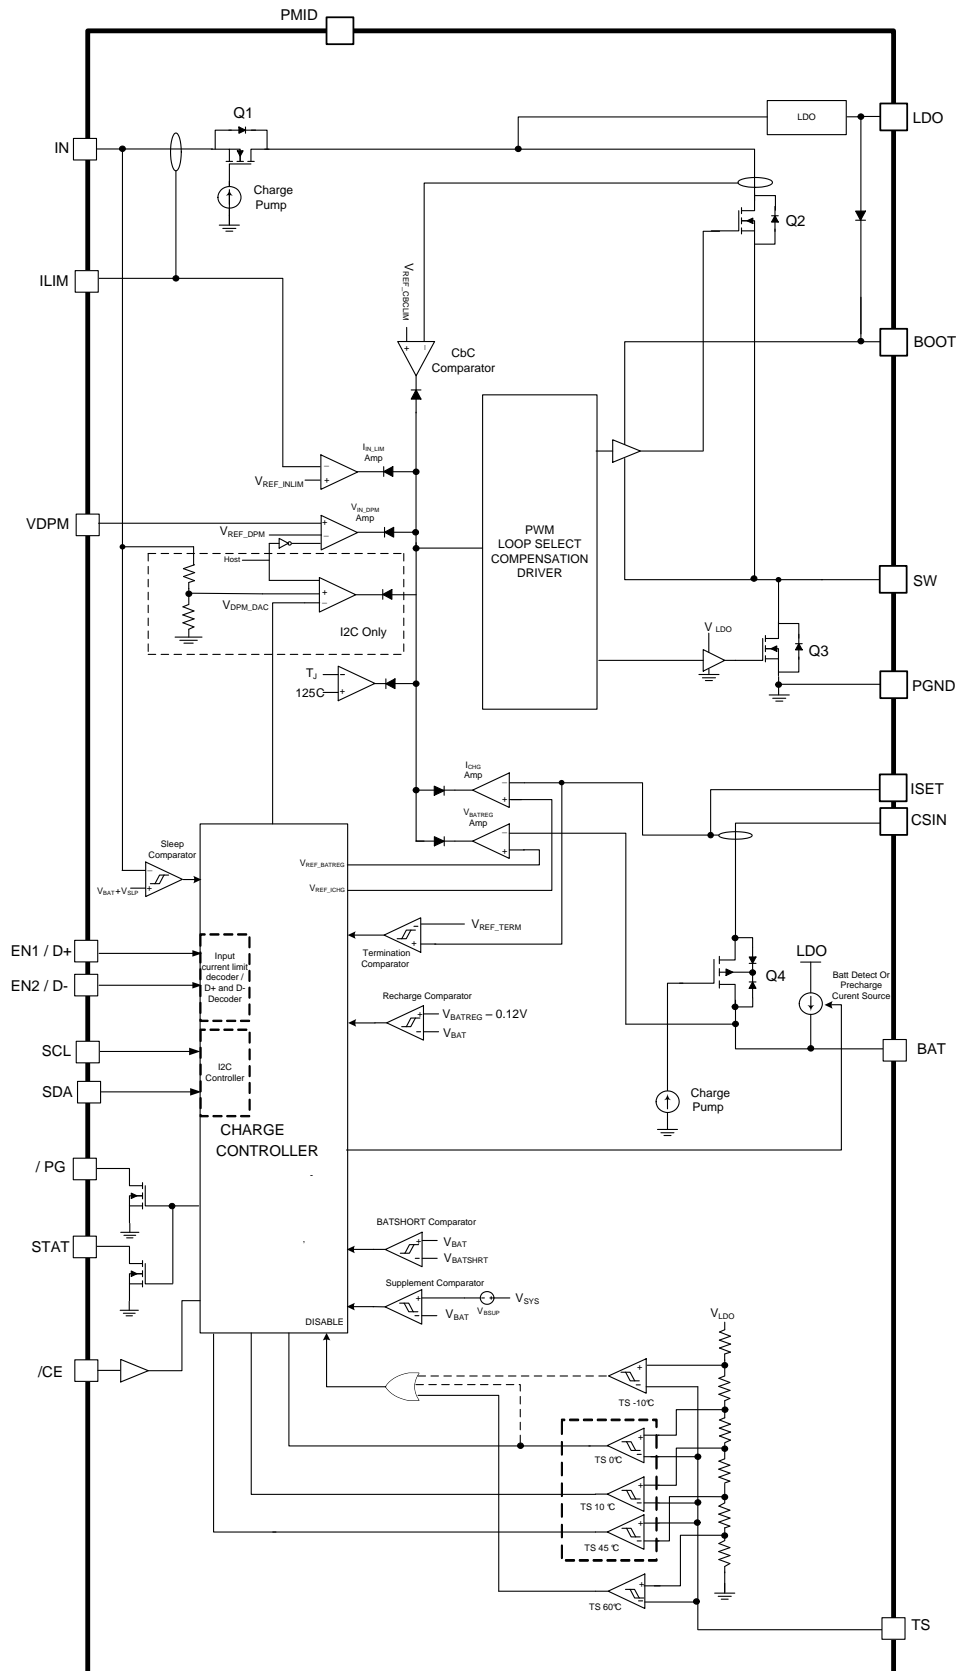 PMID
Q1
LDO
LDO
IN
Charge
Pump
Q2
ILIM
VREF_CBCLIM
+
–
CbC
Comparator
BOOT
IIN_LIM
Amp
–
+
VREF_INLIM
VDPM
VIN_DPM
Amp
+
–
VREF_DPM
Host
+
–
VDPM_DAC
I2C Only
PWM
LOOP SELECT
COMPENSATION
DRIVER
SW
V LDO
Q3
TJ
–
125C
+
PGND
ICHG
Amp
–
+
ISET
CSIN
VBATREG
Amp
–
+
Sleep
Comparator
–
VBAT+VSLP
+
VREF_BATREG
VREF_ICHG
–
VREF_TERM
+
Termination
Comparator
EN1 / D+
EN2 / D-
Input
current limit
decoder /
D+ and D-
Decoder
LDO
Q4
Batt Detect Or
Precharge
Curent Source
Recharge Comparator
+
VBATREG – 0.12V
–
VBAT
SCL
SDA
I2C
Controller
BAT
Charge
Pump
CHARGE
CONTROLLER
/ PG
STAT
BATSHORT Comparator
+
VBAT
–
VBATSHRT
Supplement Comparator
+
VSYS
VBSUP
–
VBAT
DISABLE
VLDO
/CE
+
–
TS -10°C
+
–
TS 0°C
+
–
TS 10 °C
+
–
TS 45 °C
+
–
TS 60°C
TS